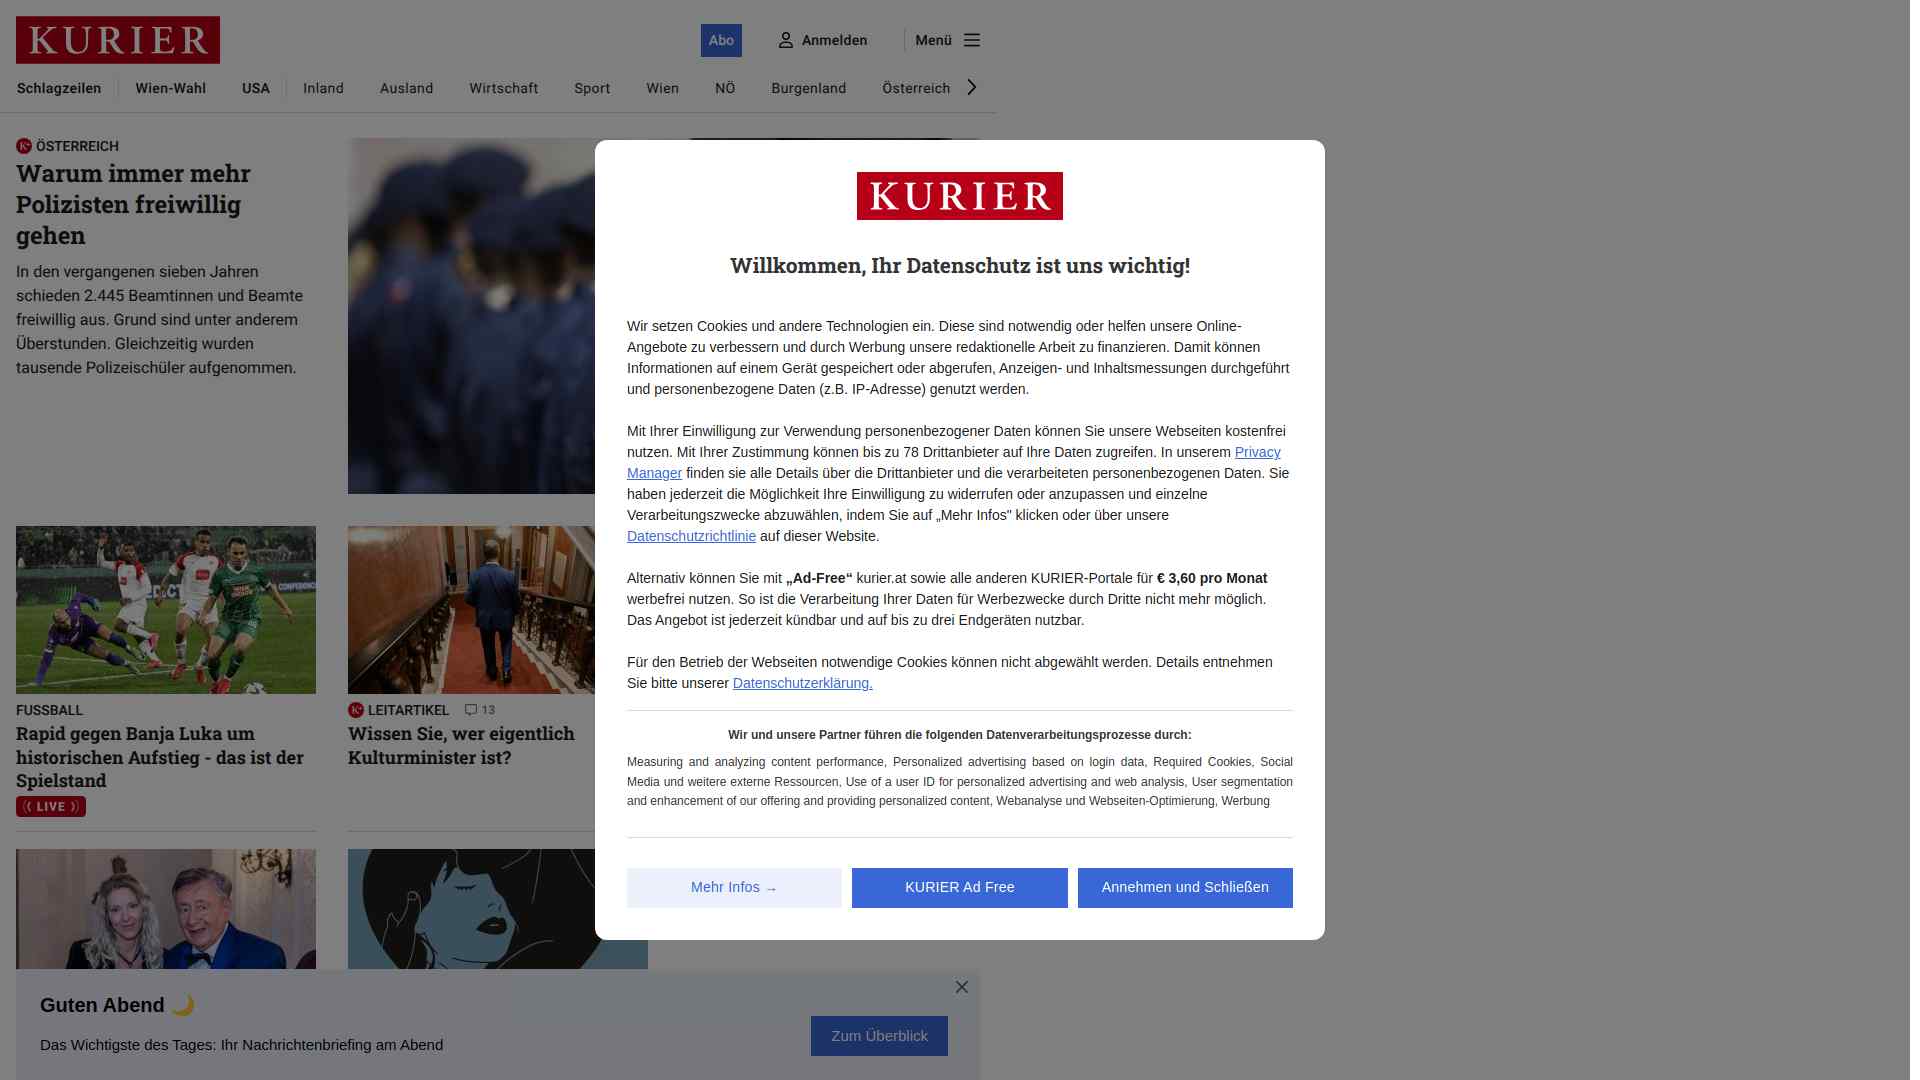 KURIER
Abo
Anmelden
Menü
Schlagzeilen
Wien-Wahl
USA
Inland
Ausland
Wirtschaft
Sport
Wien
NÖ
Burgenland
Österreich
ÖSTERREICH
Warum immer mehr
Polizisten freiwillig
gehen
In den vergangenen sieben Jahren
schieden 2.445 Beamtinnen und Beamte
freiwillig aus. Grund sind unter anderem
Überstunden. Gleichzeitig wurden
tausende Polizeischüler aufgenommen.
FUSSBALL
Rapid gegen Banja Luka um
historischen Aufstieg - das ist der
Spielstand
LIVE
LEITARTIKEL
13
Wissen Sie, wer eigentlich
Kulturminister ist?
KURIER
Willkommen, Ihr Datenschutz ist uns wichtig!
Wir setzen Cookies und andere Technologien ein. Diese sind notwendig oder helfen unsere Online-
Angebote zu verbessern und durch Werbung unsere redaktionelle Arbeit zu finanzieren. Damit können
Informationen auf einem Gerät gespeichert oder abgerufen, Anzeigen- und Inhaltsmessungen durchgeführt
und personenbezogene Daten (z.B. IP-Adresse) genutzt werden.
Mit Ihrer Einwilligung zur Verwendung personenbezogener Daten können Sie unsere Webseiten kostenfrei
nutzen. Mit Ihrer Zustimmung können bis zu 78 Drittanbieter auf Ihre Daten zugreifen. In unserem Privacy
Manager finden sie alle Details über die Drittanbieter und die verarbeiteten personenbezogenen Daten. Sie
haben jederzeit die Möglichkeit Ihre Einwilligung zu widerrufen oder anzupassen und einzelne
Verarbeitungszwecke abzuwählen, indem Sie auf „Mehr Infos" klicken oder über unsere
Datenschutzrichtlinie auf dieser Website.
Alternativ können Sie mit „Ad-Free“ kurier.at sowie alle anderen KURIER-Portale für € 3,60 pro Monat
werbefrei nutzen. So ist die Verarbeitung Ihrer Daten für Werbezwecke durch Dritte nicht mehr möglich.
Das Angebot ist jederzeit kündbar und auf bis zu drei Endgeräten nutzbar.
Für den Betrieb der Webseiten notwendige Cookies können nicht abgewählt werden. Details entnehmen
Sie bitte unserer Datenschutzerklärung.
Wir und unsere Partner führen die folgenden Datenverarbeitungsprozesse durch:
Measuring and analyzing content performance, Personalized advertising based on login data, Required Cookies, Social
Media und weitere externe Ressourcen, Use of a user ID for personalized advertising and web analysis, User segmentation
and enhancement of our offering and providing personalized content, Webanalyse und Webseiten-Optimierung, Werbung
Mehr Infos →
KURIER Ad Free
Annehmen und Schließen
Guten Abend 🌙
Das Wichtigste des Tages: Ihr Nachrichtenbriefing am Abend
Zum Überblick